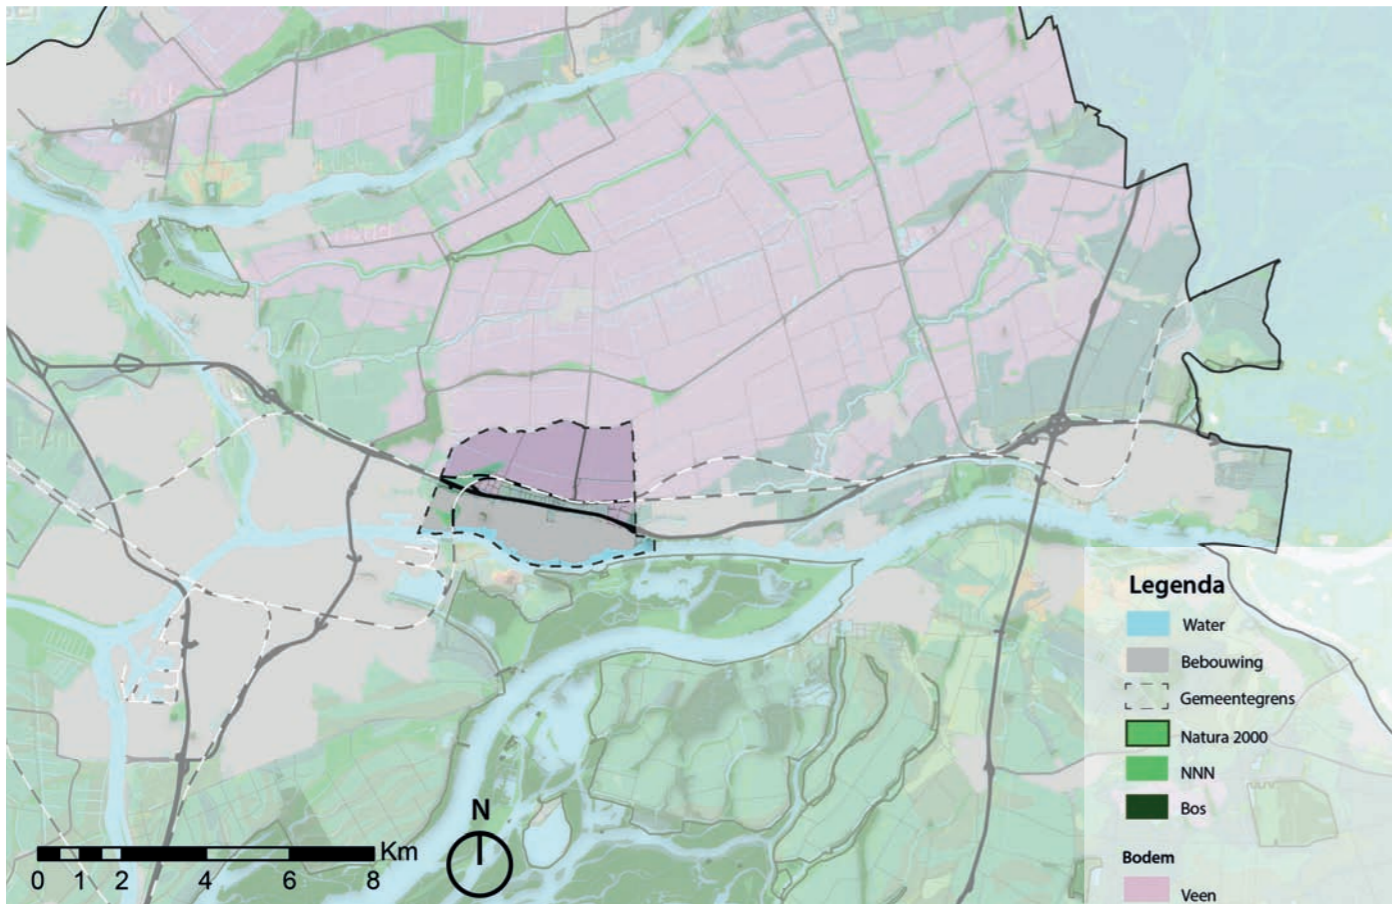 Legenda
Water
Bebouwing
Gemeentegrens
Natura 2000
NNN
Bos
Bodem
Veen
N
Km
0 1 2 4 6 8